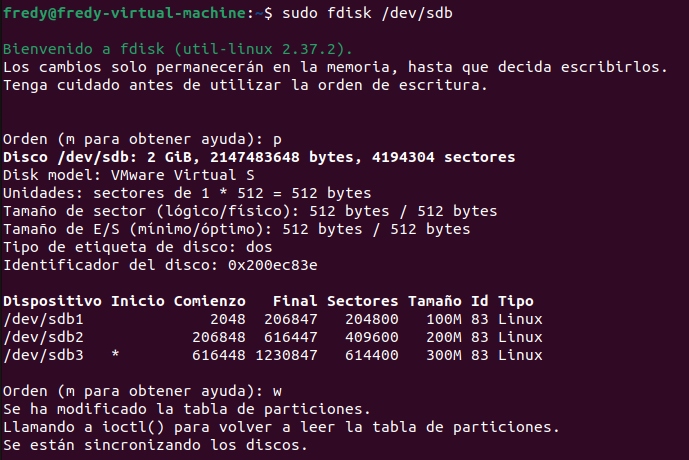 fredy@fredy-virtual-machine:~$ sudo fdisk /dev/sdb
Bienvenido a fdisk (util-linux 2.37.2).
Los cambios solo permanecerán en la memoria, hasta que decida escribirlos.
Tenga cuidado antes de utilizar la orden de escritura.
Orden (m para obtener ayuda): p
Disco /dev/sdb: 2 GiB, 2147483648 bytes, 4194304 sectores
Disk model: VMware Virtual S
Unidades: sectores de 1 * 512 = 512 bytes
Tamaño de sector (lógico/físico): 512 bytes / 512 bytes
Tamaño de E/S (mínimo/óptimo): 512 bytes / 512 bytes
Tipo de etiqueta de disco: dos
Identificador del disco: 0x200ec83e
Dispositivo Inicio Comienzo   Final Sectores Tamaño Id Tipo
/dev/sdb1              2048  206847   204800   100M 83 Linux
/dev/sdb2            206848  616447   409600   200M 83 Linux
/dev/sdb3   *        616448 1230847   614400   300M 83 Linux
Orden (m para obtener ayuda): w
Se ha modificado la tabla de particiones.
Llamando a ioctl() para volver a leer la tabla de particiones.
Se están sincronizando los discos.